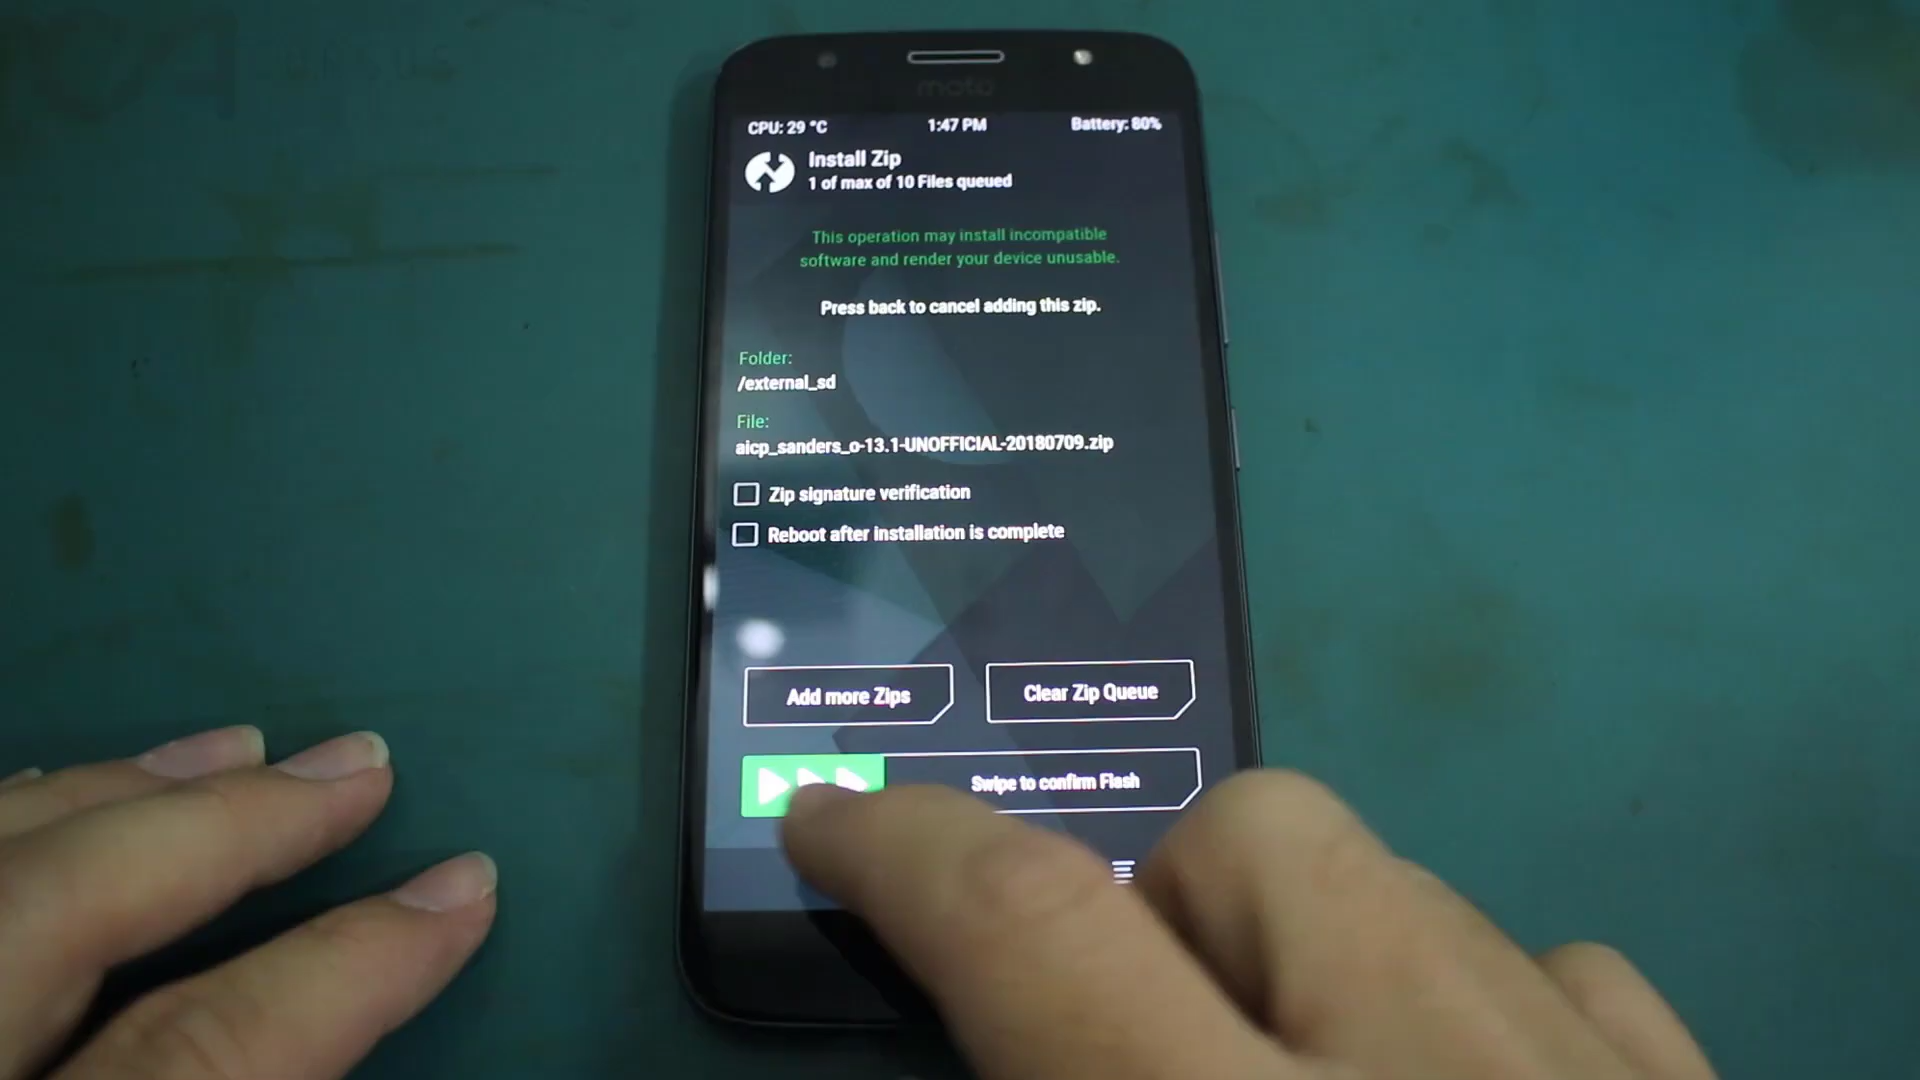 moto
CPU: 29 °C
1:47 PM
Battery: 80%
Install Zip
1 of max of 10 Files queued
This operation may install incompatible
software and render your device unusable.
Press back to cancel adding this zip.
Folder:
/external_sd
File:
aicp_sanders_o-13.1-UNOFFICIAL-20180709.zip
Zip signature verification
Reboot after installation is complete
Add more Zips
Clear Zip Queue
Swipe to confirm Flash